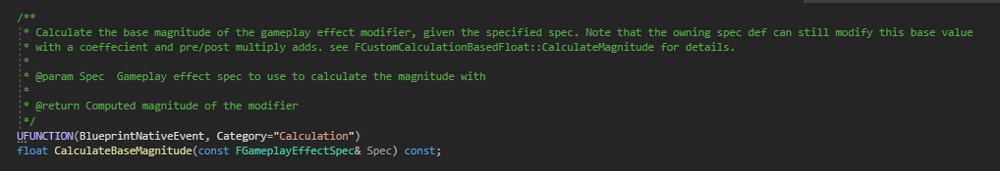 /**
* Calculate the base magnitude of the gameplay effect modifier, given the specified spec. Note that the owning spec def can still modify this base value
* with a coeffecient and pre/post multiply adds. see FCustomCalculationBasedFloat::CalculateMagnitude for details.
*
* @param Spec  Gameplay effect spec to use to calculate the magnitude with
*
* @return Computed magnitude of the modifier
*/
UFUNCTION(BlueprintNativeEvent, Category="Calculation")
float CalculateBaseMagnitude(const FGameplayEffectSpec& Spec) const;